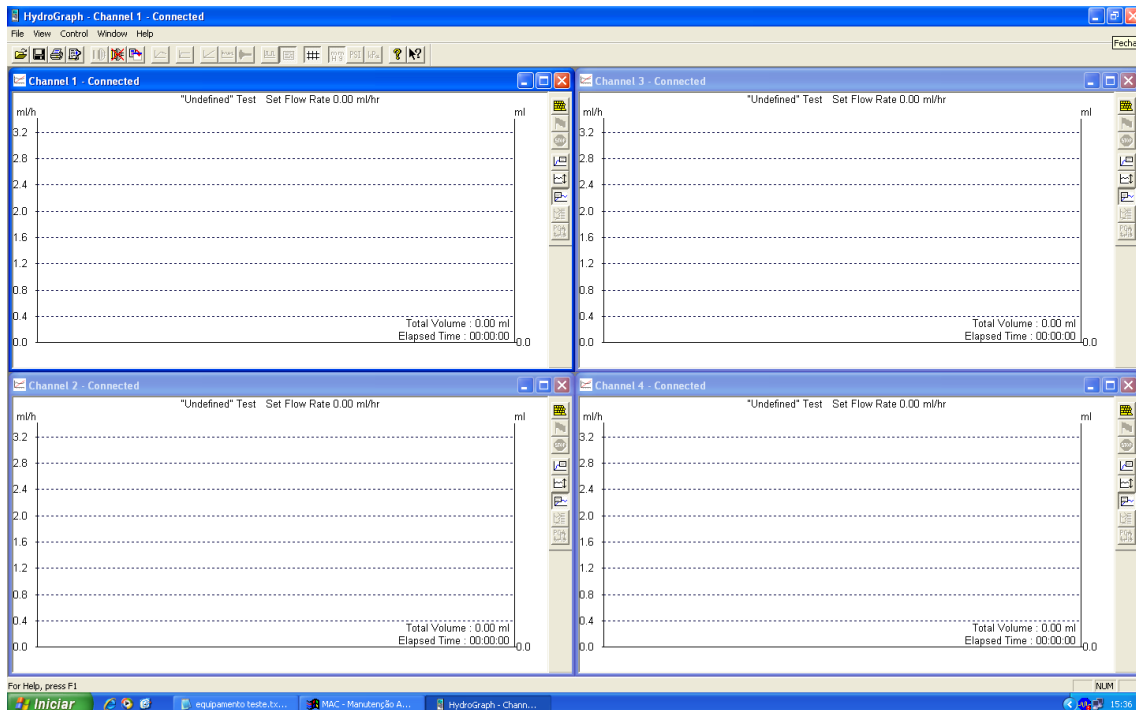 HydroGraph - Channel 1 - Connected
File View Control Window Help
PSI
Fecha
Channel 1 - Connected
"Undefined" Test Set Flow Rate 0.00 ml/hr
ml/h
ml
3.2
2.8
2.4
2.0
1.6
1.2
0.8
0.4
Total Volume : 0.00 ml
Elapsed Time : 00:00:00
0.0
0.0
Channel 3 - Connected
"Undefined" Test Set Flow Rate 0.00 ml/hr
ml/h
ml
3.2
2.8
2.4
2.0
1.6
1.2
0.8
0.4
Total Volume : 0.00 ml
Elapsed Time : 00:00:00
0.0
0.0
Channel 2 - Connected
"Undefined" Test Set Flow Rate 0.00 ml/hr
ml/h
ml
3.2
2.8
2.4
2.0
1.6
1.2
0.8
0.4
Total Volume : 0.00 ml
Elapsed Time : 00:00:00
0.0
0.0
Channel 4 - Connected
"Undefined" Test Set Flow Rate 0.00 ml/hr
ml/h
ml
3.2
2.8
2.4
2.0
1.6
1.2
0.8
0.4
Total Volume : 0.00 ml
Elapsed Time : 00:00:00
0.0
0.0
For Help, press F1
NUM
Iniciar
equipamento teste.tx...
MAC - Manutenção A...
HydroGraph - Chann...
15:36